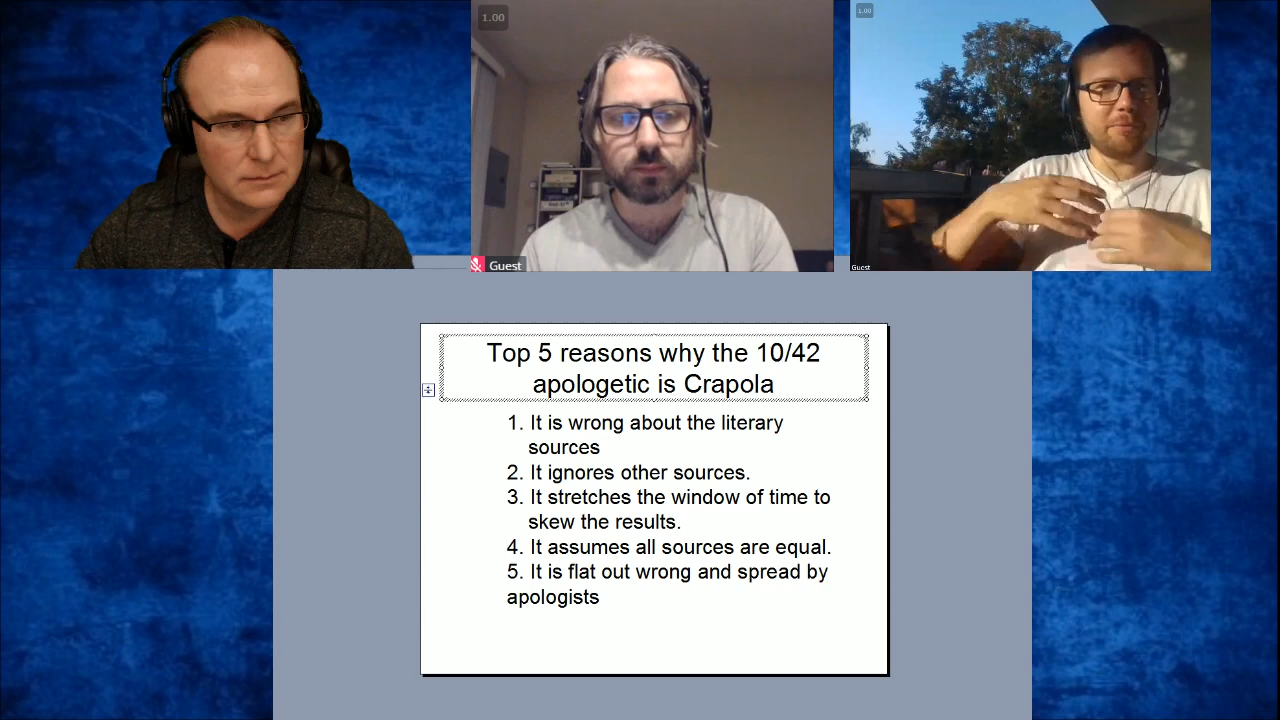 1.00
1.00
Guest
Guest
Top 5 reasons why the 10/42
apologetic is Crapola
1. It is wrong about the literary
sources
2. It ignores other sources.
3. It stretches the window of time to
skew the results.
4. It assumes all sources are equal.
5. It is flat out wrong and spread by
apologists